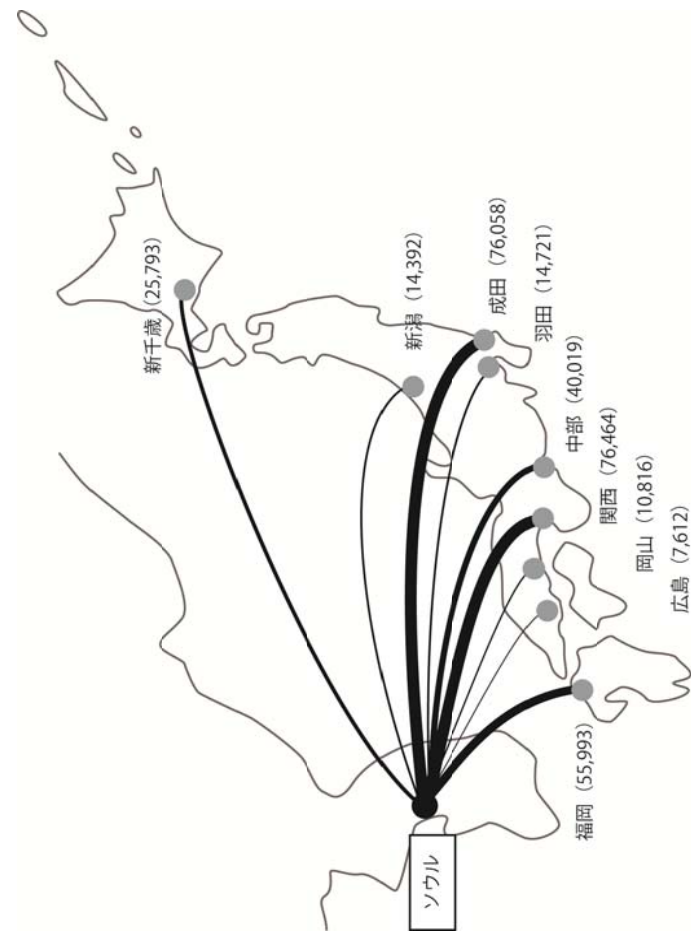 新千歳（25,793）
新潟（14,392）
成田（76,058）
羽田（14,721）
中部（40,019）
関西（76,464）
岡山（10,816）
広島（7,612）
福岡（55,993）
ソウル